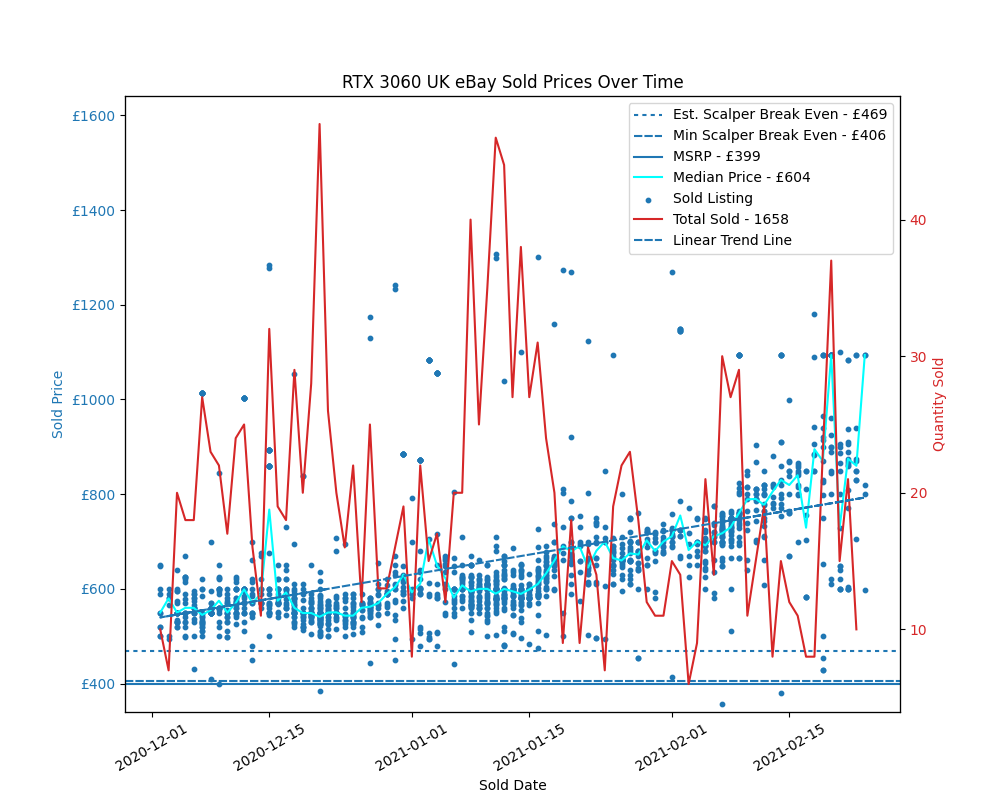 RTX 3060 UK eBay Sold Prices Over Time
Est. Scalper Break Even - £469
Min Scalper Break Even - £406
MSRP - £399
Median Price - £604
Sold Listing
Total Sold - 1658
Linear Trend Line
£1600
£1400
£1200
£1000
£800
£600
£400
Sold Price
40
30
20
10
Quantity Sold
2020-12-01
2020-12-15
2021-01-01
2021-01-15
2021-02-01
2021-02-15
Sold Date